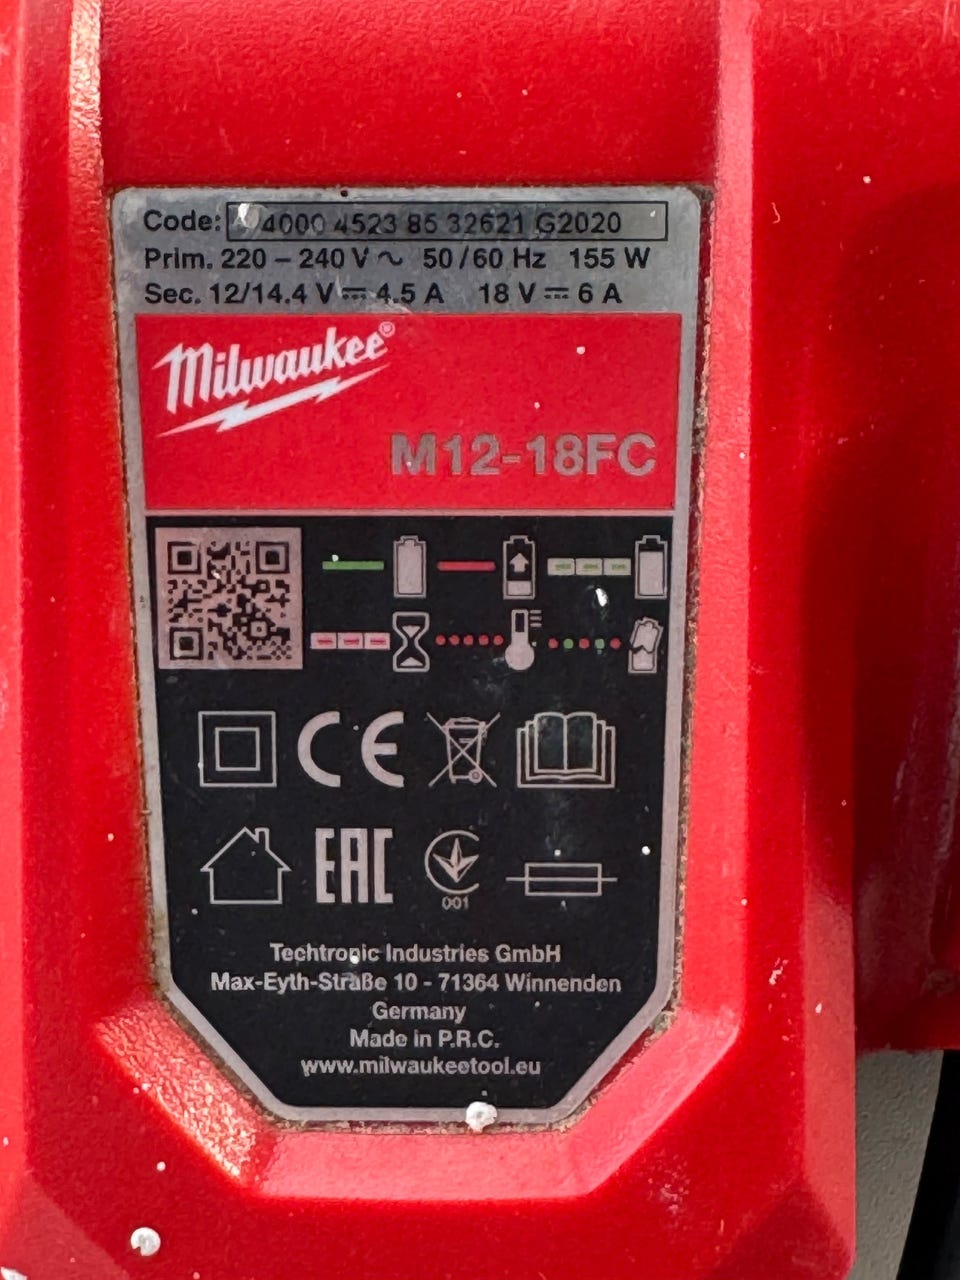 Code: 4000 4523 85 32621 G2020
Prim. 220 – 240 V ~ 50/60 Hz 155 W
Sec. 12/14.4 V ⎓ 4.5 A 18 V ⎓ 6 A
Milwaukee®
M12-18FC
CE
EAC
001
Techtronic Industries GmbH
Max-Eyth-Straße 10 - 71364 Winnenden
Germany
Made in P.R.C.
www.milwaukeetool.eu